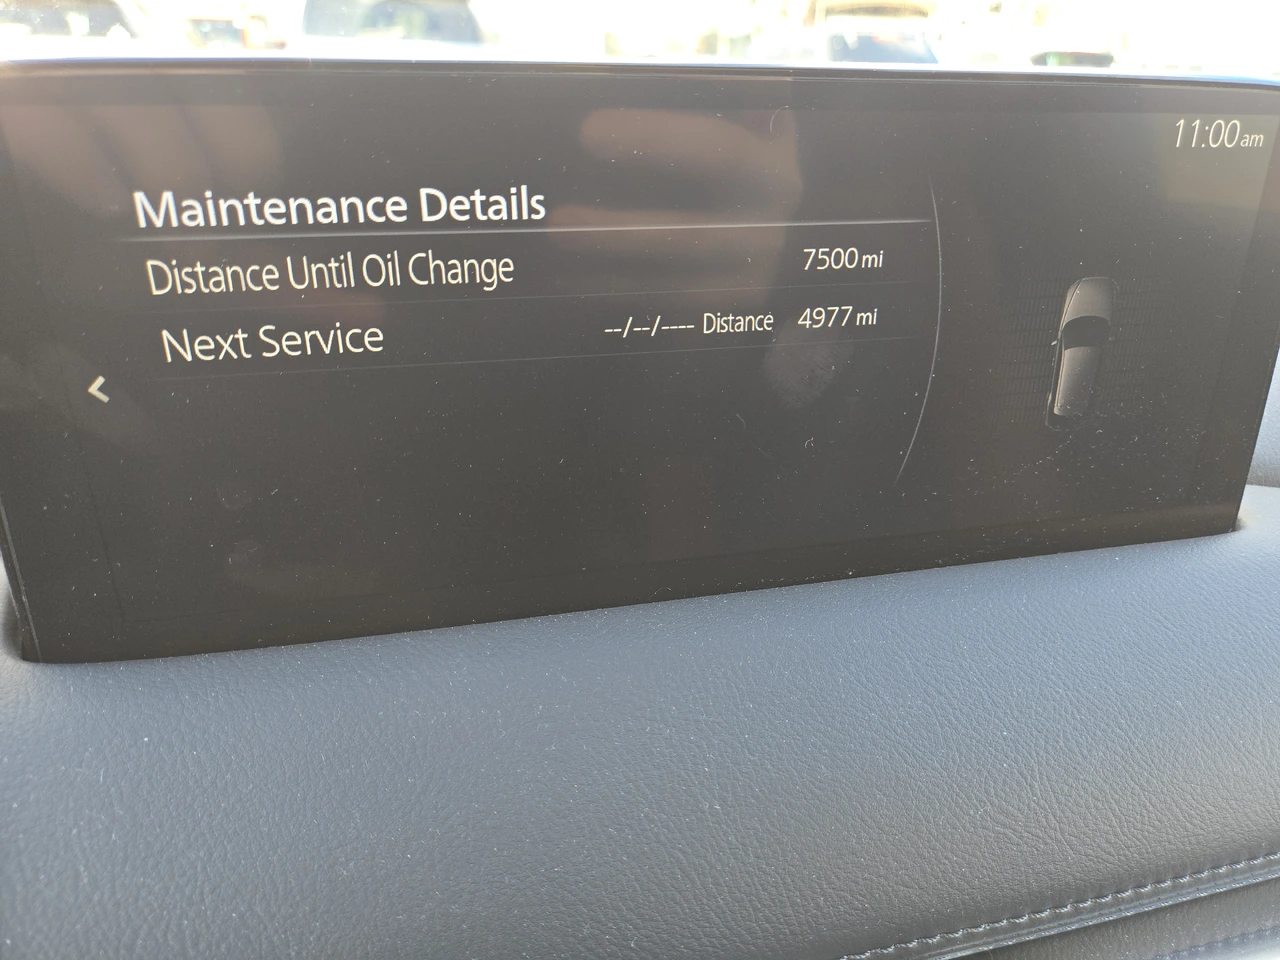 11:00am
Maintenance Details
Distance Until Oil Change 7500 mi
Next Service --/--/---- Distance 4977 mi